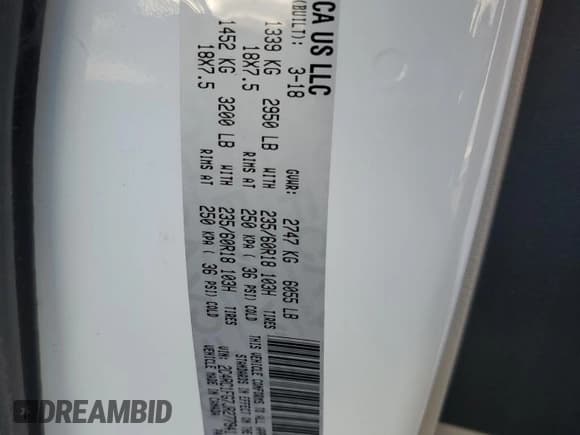 CA US LLC
(BUILT): 3-18
GVWR: 2747 KG 6055 LB
1339 KG 2950 LB WITH 235/60R18 103H TIRES
18X7.5 RIMS AT 250 KPA ( 36 PSI) COLD
1452 KG 3200 LB WITH 235/60R18 103H TIRES
18X7.5 RIMS AT 250 KPA ( 36 PSI) COLD
THIS VEHICLE CONFORMS TO ALL
STANDARDS IN EFFECT
VIN:
VEHICLE MADE IN CANADA
DREAMBID